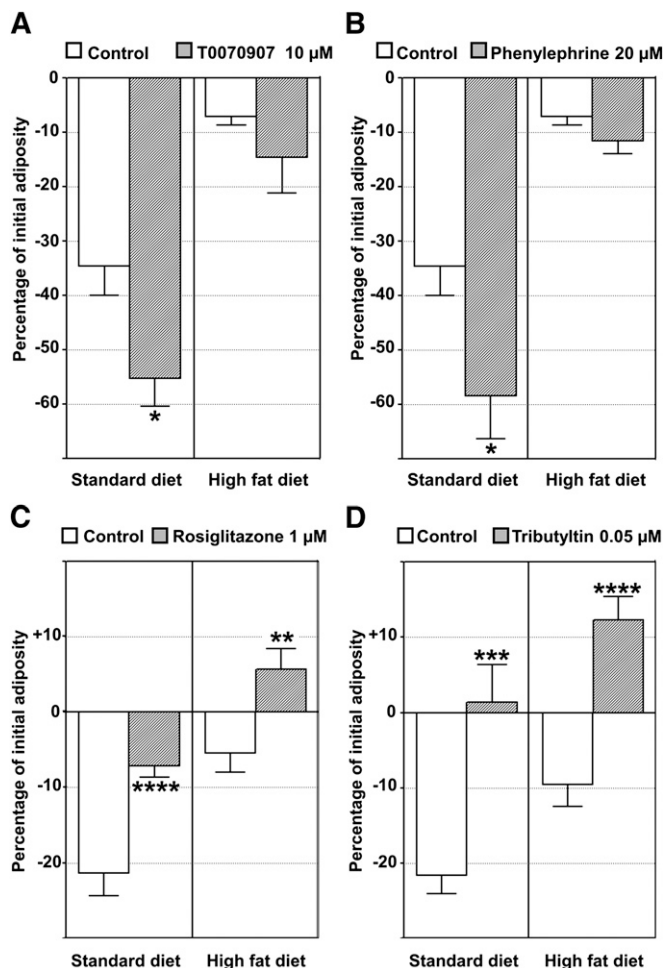 A
B
Control T0070907 10 µM
Control Phenylephrine 20 µM
Percentage of initial adiposity
0
-10
-20
-30
-40
-50
-60
*
Standard diet High fat diet
Percentage of initial adiposity
0
-10
-20
-30
-40
-50
-60
*
Standard diet High fat diet
C
D
Control Rosiglitazone 1 µM
Control Tributyltin 0.05 µM
Percentage of initial adiposity
+10
0
-10
-20
****
**
Standard diet High fat diet
Percentage of initial adiposity
+10
0
-10
-20
***
****
Standard diet High fat diet